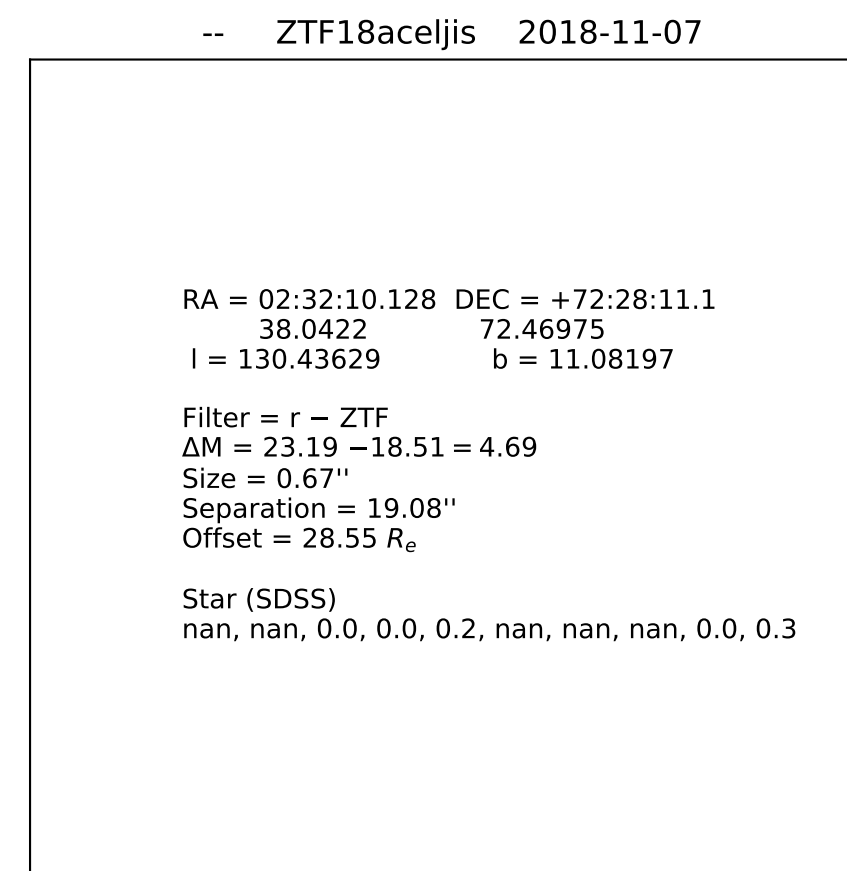 -- ZTF18aceljis 2018-11-07
RA = 02:32:10.128 DEC = +72:28:11.1
38.0422 72.46975
l = 130.43629 b = 11.08197
Filter = r − ZTF
ΔM = 23.19 −18.51 = 4.69
Size = 0.67''
Separation = 19.08''
Offset = 28.55 Re
Star (SDSS)
nan, nan, 0.0, 0.0, 0.2, nan, nan, nan, 0.0, 0.3